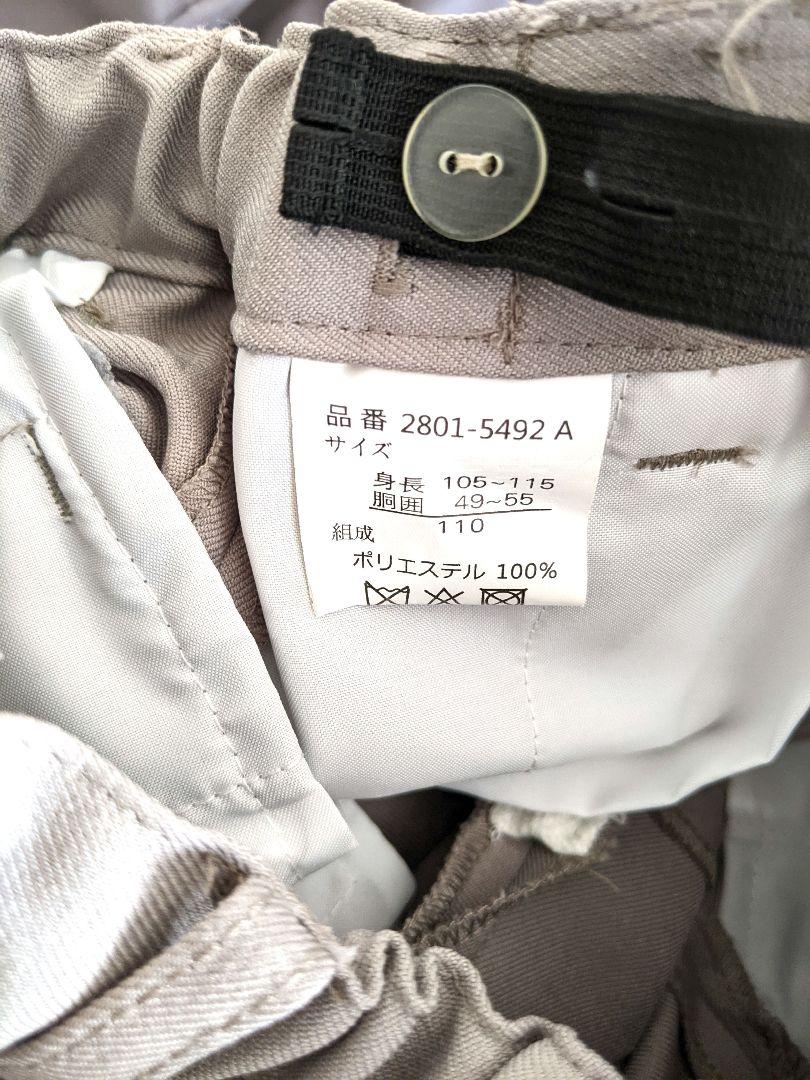 品番 2801-5492 A
サイズ
身長 105~115
胴囲 49~55
110
組成
ポリエステル 100%